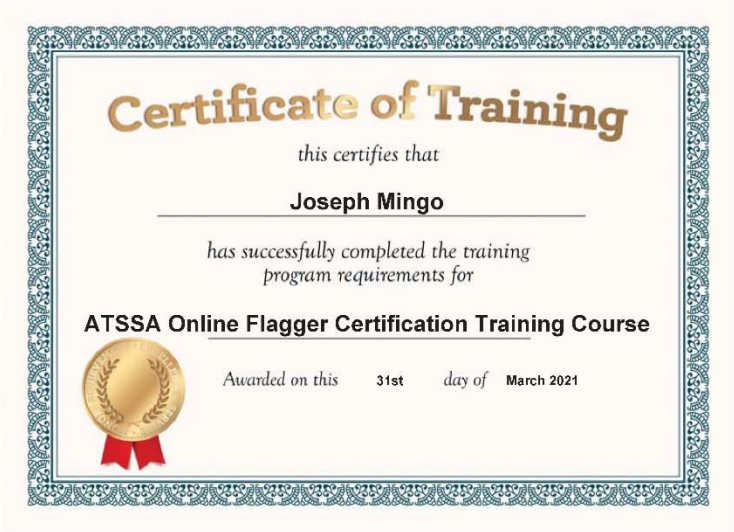 Certificate of Training
this certifies that
Joseph Mingo
has successfully completed the training
program requirements for
ATSSA Online Flagger Certification Training Course
Awarded on this 31st day of March 2021